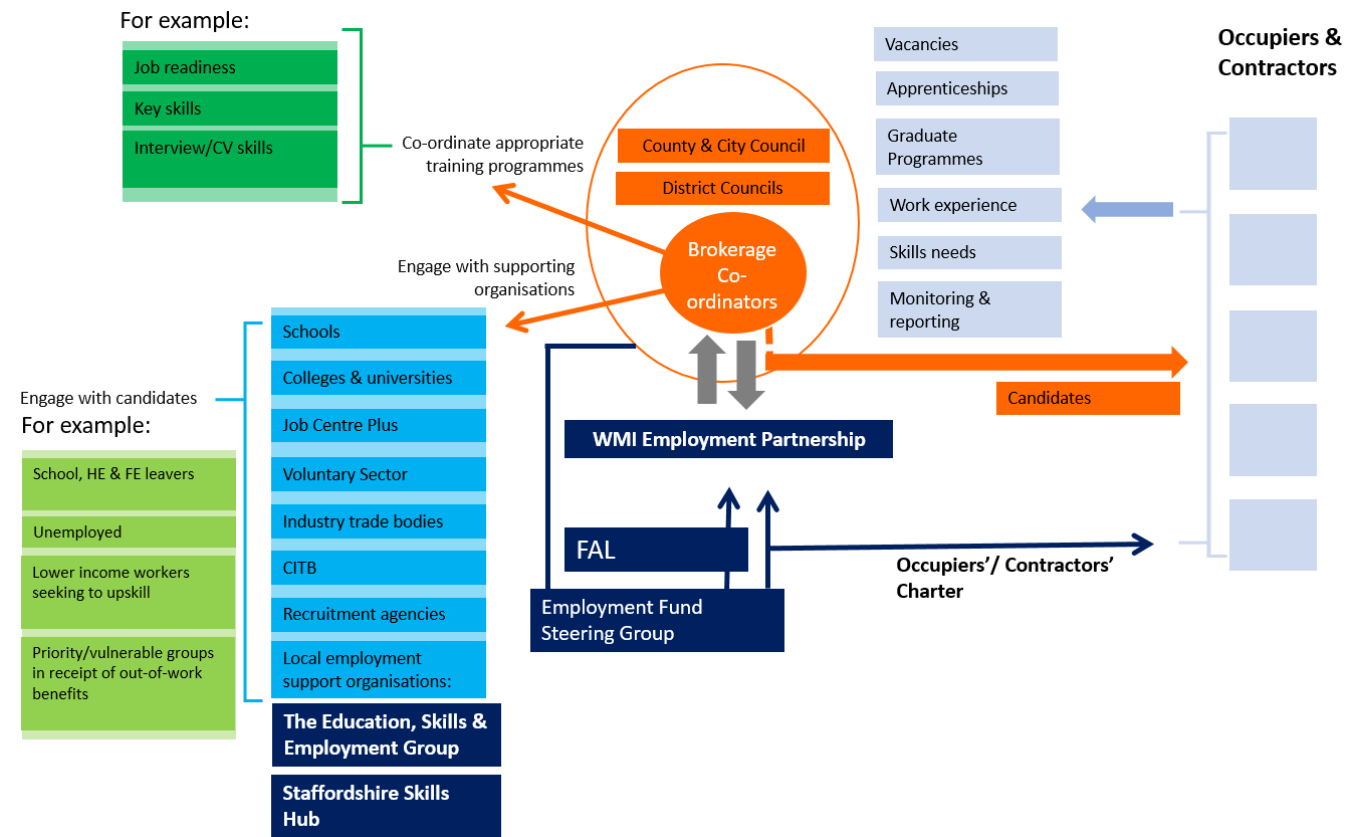 For example:
Job readiness
Key skills
Interview/CV skills
Co-ordinate appropriate
training programmes
Engage with supporting
organisations
County & City Council
District Councils
Brokerage
Co-
ordinators
Vacancies
Apprenticeships
Graduate
Programmes
Work experience
Skills needs
Monitoring &
reporting
Occupiers &
Contractors
Candidates
Schools
Colleges & universities
Job Centre Plus
Voluntary Sector
Industry trade bodies
CITB
Recruitment agencies
Local employment
support organisations:
The Education, Skills &
Employment Group
Staffordshire Skills
Hub
Engage with candidates
For example:
School, HE & FE leavers
Unemployed
Lower income workers
seeking to upskill
Priority/vulnerable groups
in receipt of out-of-work
benefits
WMI Employment Partnership
FAL
Employment Fund
Steering Group
Occupiers’/ Contractors’
Charter